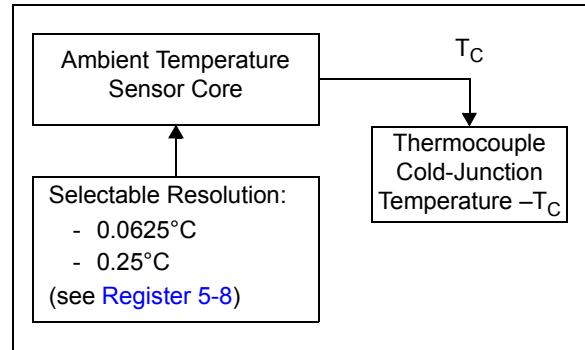 Ambient Temperature
Sensor Core
T_C
Thermocouple
Cold-Junction
Temperature –T_C
Selectable Resolution:
- 0.0625°C
- 0.25°C
(see Register 5-8)